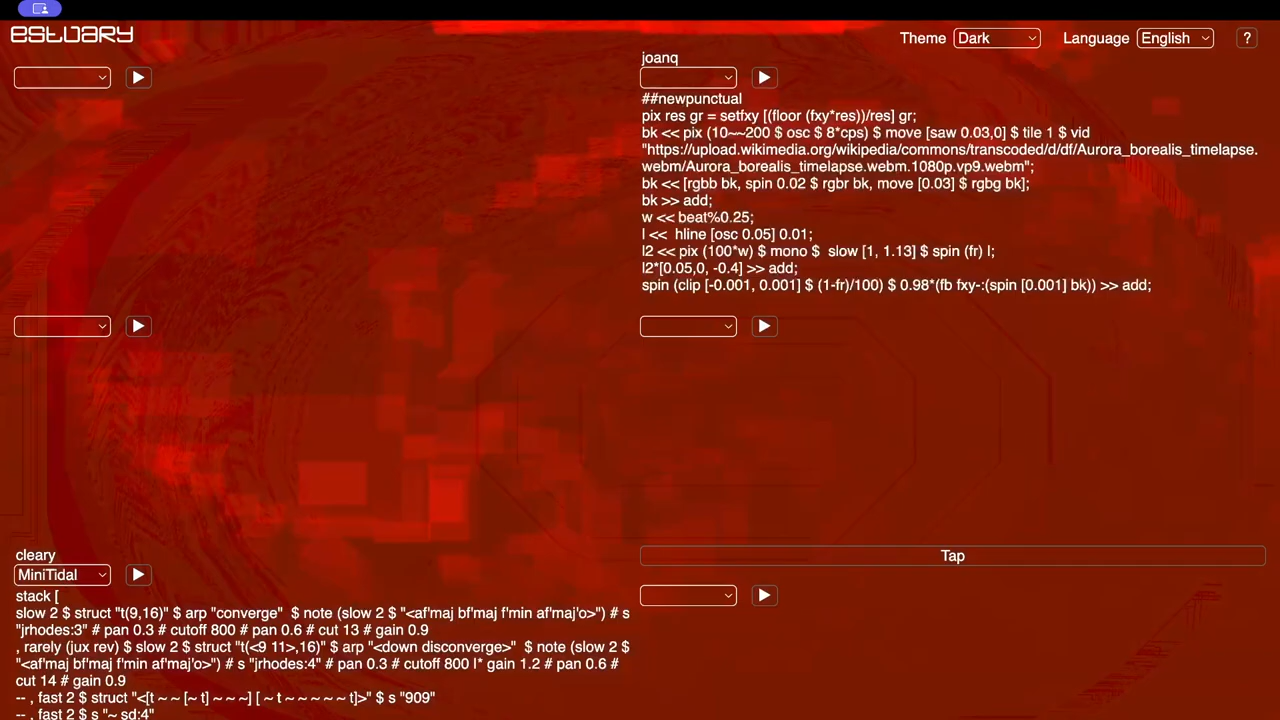 estuary
Theme Dark Language English ?
joanq
##newpunctual
pix res gr = setfxy [(floor (fxy*res))/res] gr;
bk << pix (10~~200 $ osc $ 8*cps) $ move [saw 0.03,0] $ tile 1 $ vid
"https://upload.wikimedia.org/wikipedia/commons/transcoded/d/df/Aurora_borealis_timelapse.
webm/Aurora_borealis_timelapse.webm.1080p.vp9.webm";
bk << [rgbb bk, spin 0.02 $ rgbr bk, move [0.03] $ rgbg bk];
bk >> add;
w << beat%0.25;
l << hline [osc 0.05] 0.01;
l2 << pix (100*w) $ mono $ slow [1, 1.13] $ spin (fr) l;
l2*[0.05,0, -0.4] >> add;
spin (clip [-0.001, 0.001] $ (1-fr)/100) $ 0.98*(fb fxy-:(spin [0.001] bk)) >> add;
cleary
MiniTidal
stack [
slow 2 $ struct "t(9,16)" $ arp "converge" $ note (slow 2 $ "<af'maj bf'maj f'min af'maj'o>") # s
"jrhodes:3" # pan 0.3 # cutoff 800 # pan 0.6 # cut 13 # gain 0.9
, rarely (jux rev) $ slow 2 $ struct "t(<9 11>,16)" $ arp "<down disconverge>" $ note (slow 2 $
"<af'maj bf'maj f'min af'maj'o>") # s "jrhodes:4" # pan 0.3 # cutoff 800 |* gain 1.2 # pan 0.6 #
cut 14 # gain 0.9
-- , fast 2 $ struct "<[t ~ ~ [~ t] ~ ~ ~] [ ~ t ~ ~ ~ ~ ~ t]>" $ s "909"
-- , fast 2 $ s "~ sd:4"
Tap